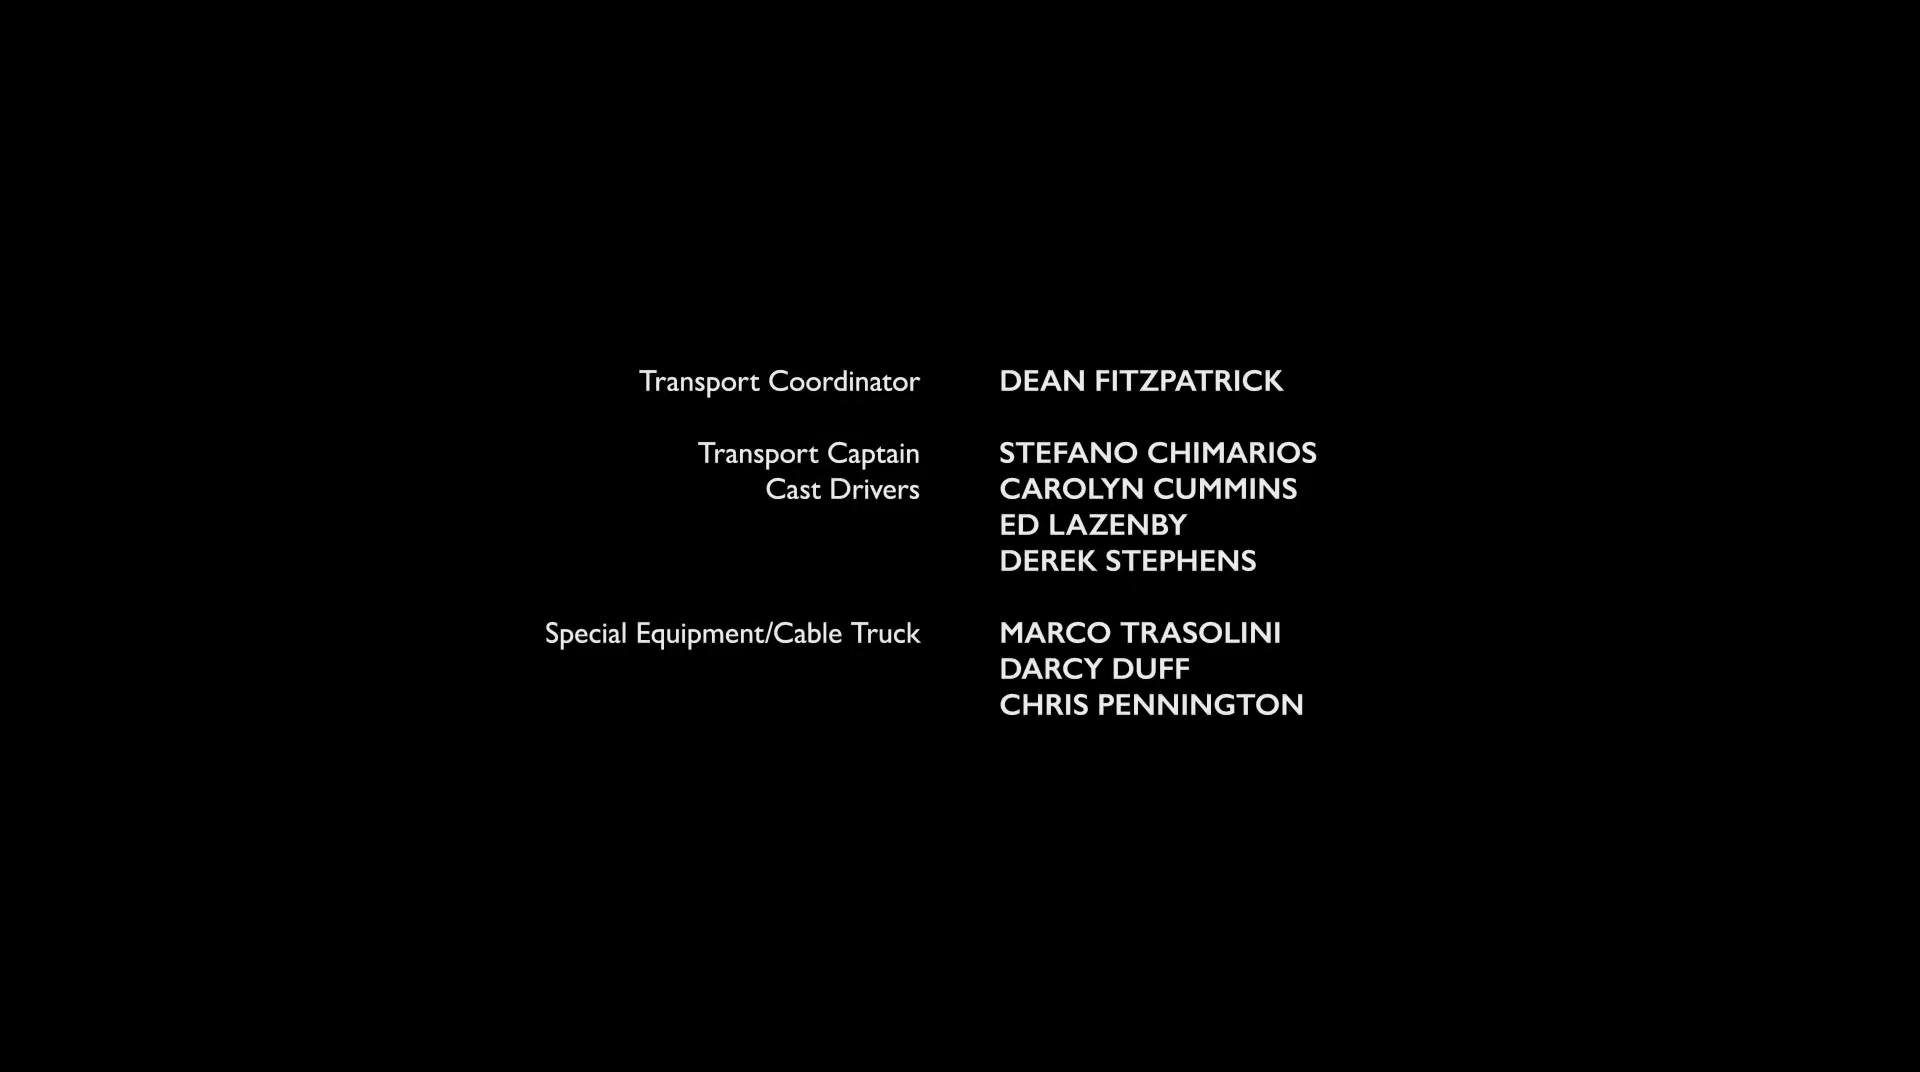 Transport Coordinator DEAN FITZPATRICK
Transport Captain STEFANO CHIMARIOS
Cast Drivers CAROLYN CUMMINS
ED LAZENBY
DEREK STEPHENS
Special Equipment/Cable Truck MARCO TRASOLINI
DARCY DUFF
CHRIS PENNINGTON